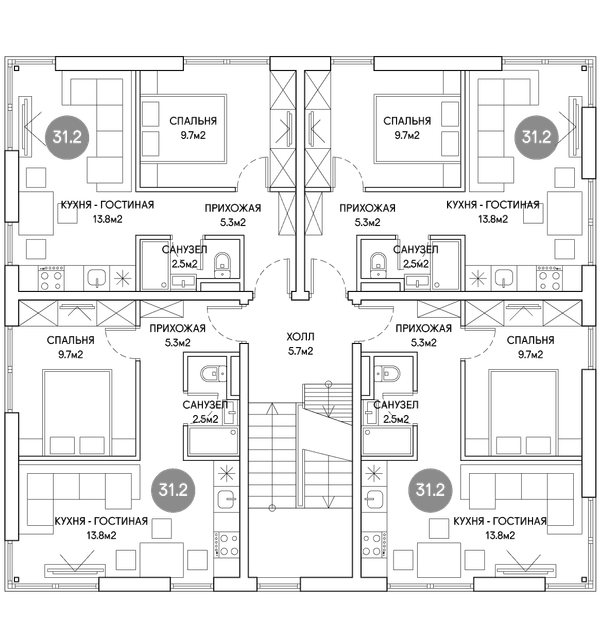 СПАЛЬНЯ
9.7м2
31.2
КУХНЯ - ГОСТИНАЯ
13.8м2
ПРИХОЖАЯ
5.3м2
САНУЗЕЛ
2.5м2
СПАЛЬНЯ
9.7м2
31.2
КУХНЯ - ГОСТИНАЯ
13.8м2
ПРИХОЖАЯ
5.3м2
САНУЗЕЛ
2.5м2
ХОЛЛ
5.7м2
СПАЛЬНЯ
9.7м2
ПРИХОЖАЯ
5.3м2
САНУЗЕЛ
2.5м2
31.2
КУХНЯ - ГОСТИНАЯ
13.8м2
ПРИХОЖАЯ
5.3м2
СПАЛЬНЯ
9.7м2
САНУЗЕЛ
2.5м2
31.2
КУХНЯ - ГОСТИНАЯ
13.8м2